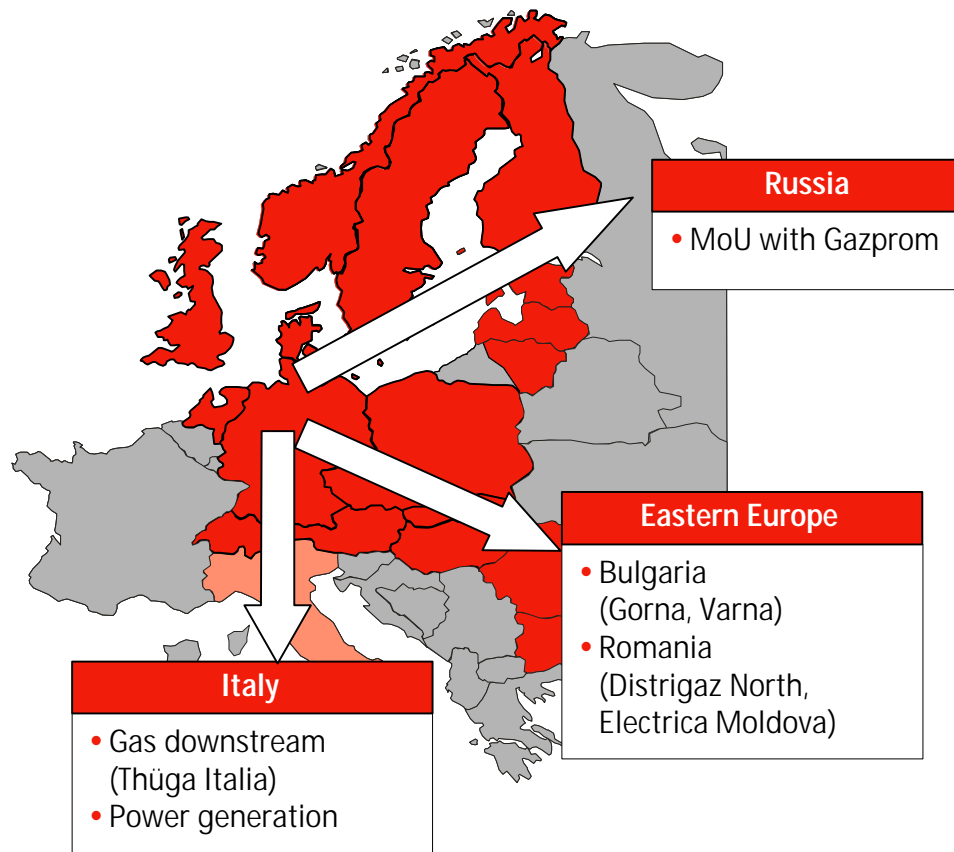 Russia
• MoU with Gazprom
Eastern Europe
• Bulgaria
(Gorna, Varna)
• Romania
(Distrigaz North,
Electrica Moldova)
Italy
• Gas downstream
(Thüga Italia)
• Power generation